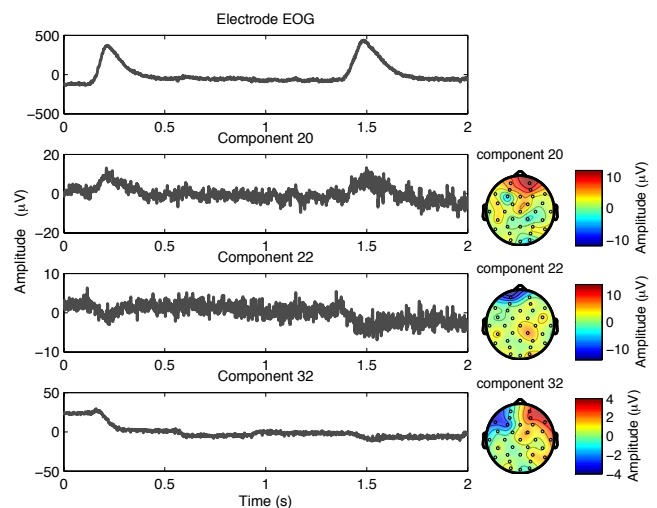 Electrode EOG
500
0
−500
0 0.5 1 1.5 2
Component 20
20
0
−20
0 0.5 1 1.5 2
component 20
10
0
−10
Amplitude (μV)
Amplitude (μV)
Component 22
10
0
−10
0 0.5 1 1.5 2
component 22
10
0
−10
Amplitude (μV)
Component 32
50
0
−50
0 0.5 1 1.5 2
Time (s)
component 32
4
2
0
−2
−4
Amplitude (μV)